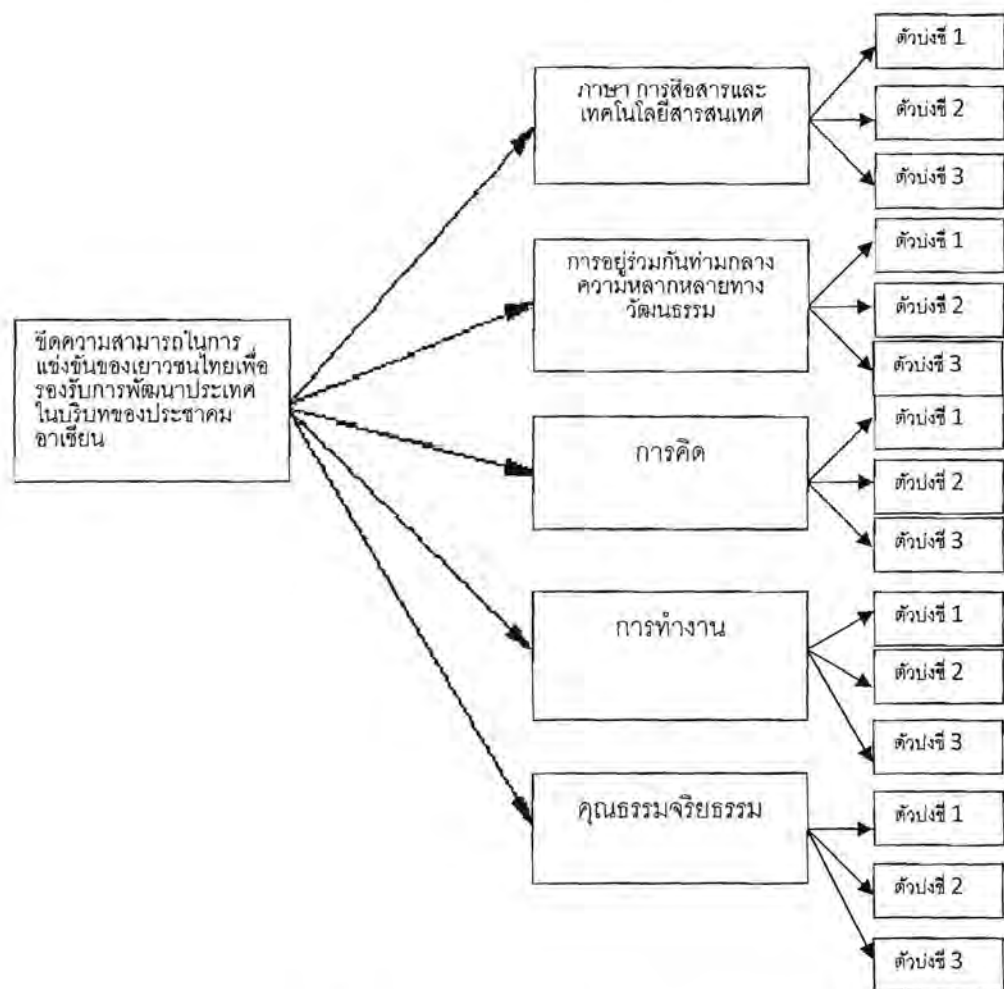 ขีดความสามารถในการ
แข่งขันของเยาวชนไทยเพื่อ
รองรับการพัฒนาประเทศ
ในบริบทของประชาคม
อาเซียน
ภาษา การสื่อสารและ
เทคโนโลยีสารสนเทศ
ตัวบ่งชี้ 1
ตัวบ่งชี้ 2
ตัวบ่งชี้ 3
การอยู่ร่วมกันท่ามกลาง
ความหลากหลายทาง
วัฒนธรรม
ตัวบ่งชี้ 1
ตัวบ่งชี้ 2
ตัวบ่งชี้ 3
การคิด
ตัวบ่งชี้ 1
ตัวบ่งชี้ 2
ตัวบ่งชี้ 3
การทำงาน
ตัวบ่งชี้ 1
ตัวบ่งชี้ 2
ตัวบ่งชี้ 3
คุณธรรมจริยธรรม
ตัวบ่งชี้ 1
ตัวบ่งชี้ 2
ตัวบ่งชี้ 3